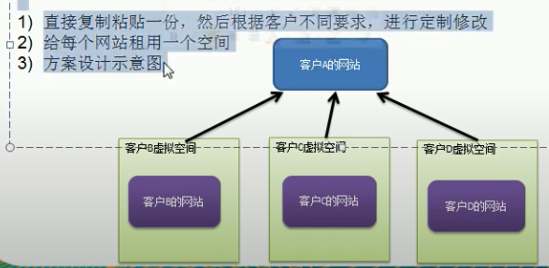 1) 直接复制粘贴一份，然后根据客户不同要求，进行定制修改
2) 给每个网站租用一个空间
3) 方案设计示意图
客户A的网站
客户B虚拟空间
客户C虚拟空间
客户D虚拟空间
客户B的网站
客户C的网站
客户D的网站